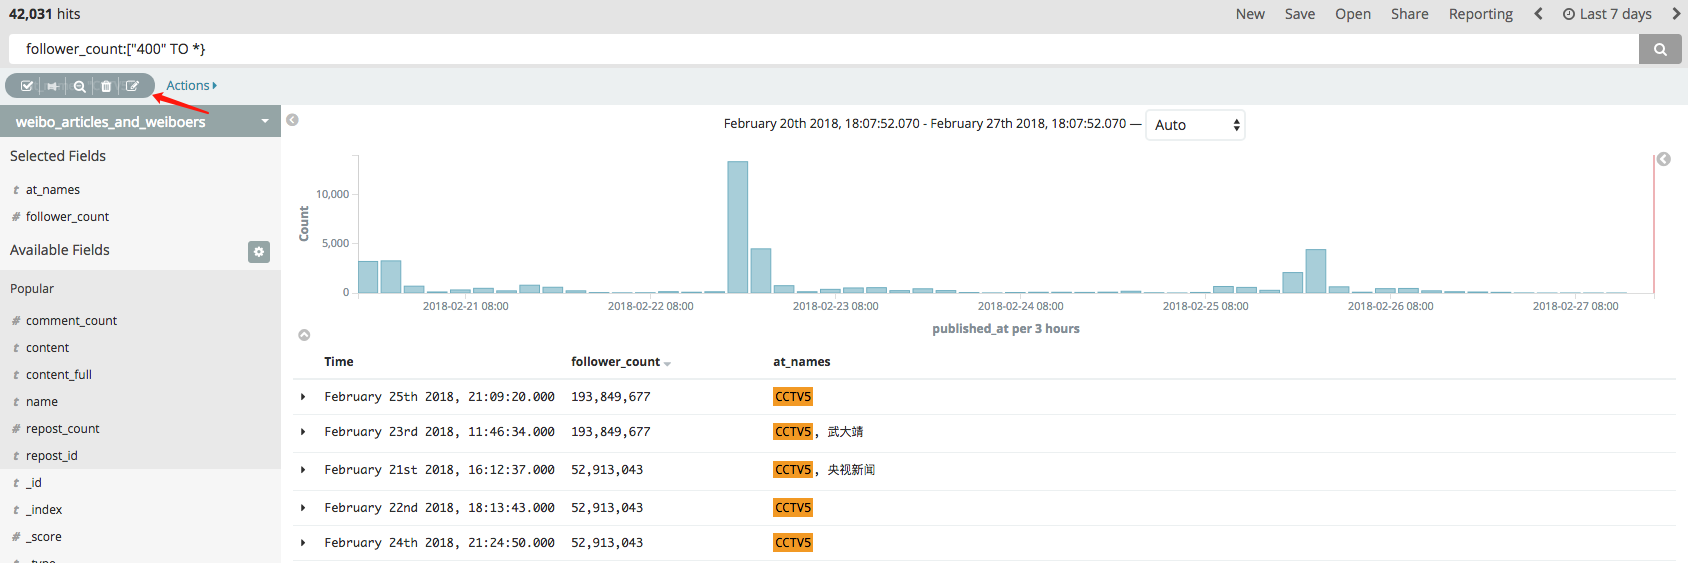 42,031 hits
New Save Open Share Reporting Last 7 days
follower_count:["400" TO *}
Actions
weibo_articles_and_weiboers
February 20th 2018, 18:07:52.070 - February 27th 2018, 18:07:52.070 — Auto
Selected Fields
t at_names
# follower_count
Available Fields
Popular
# comment_count
t content
t content_full
t name
# repost_count
t repost_id
t _id
t _index
# _score
t _type
Count
10,000
5,000
0
2018-02-21 08:00 2018-02-22 08:00 2018-02-23 08:00 2018-02-24 08:00 2018-02-25 08:00 2018-02-26 08:00 2018-02-27 08:00
published_at per 3 hours
Time follower_count at_names
February 25th 2018, 21:09:20.000 193,849,677 CCTV5
February 23rd 2018, 11:46:34.000 193,849,677 CCTV5, 武大靖
February 21st 2018, 16:12:37.000 52,913,043 CCTV5, 央视新闻
February 22nd 2018, 18:13:43.000 52,913,043 CCTV5
February 24th 2018, 21:24:50.000 52,913,043 CCTV5